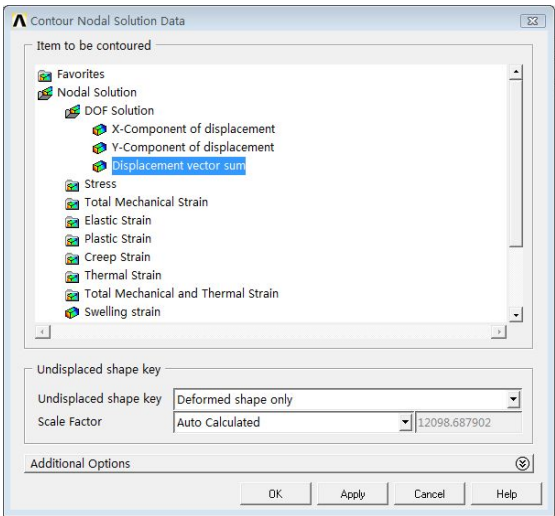 Contour Nodal Solution Data
Item to be contoured
Favorites
Nodal Solution
DOF Solution
X-Component of displacement
Y-Component of displacement
Displacement vector sum
Stress
Total Mechanical Strain
Elastic Strain
Plastic Strain
Creep Strain
Thermal Strain
Total Mechanical and Thermal Strain
Swelling strain
Undisplaced shape key
Undisplaced shape key Deformed shape only
Scale Factor Auto Calculated 12098.687902
Additional Options
OK Apply Cancel Help